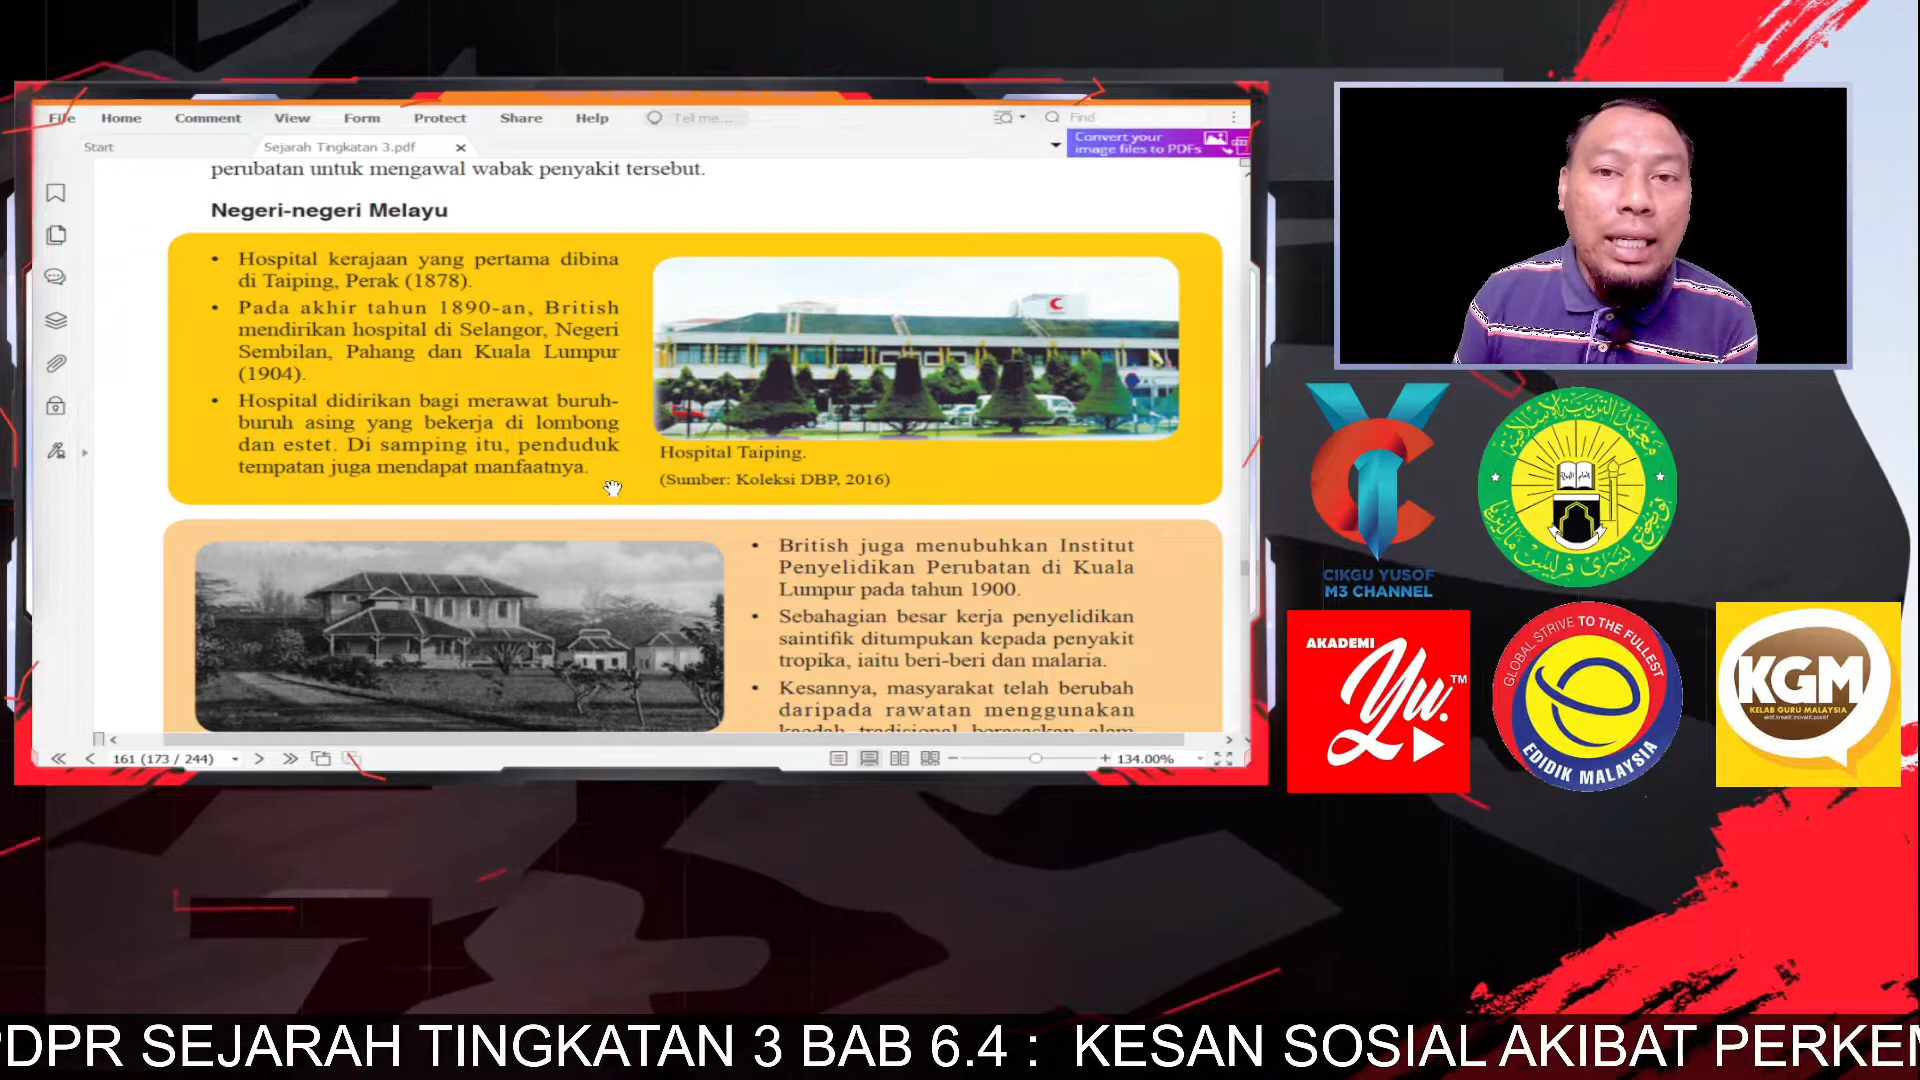 File Home Comment View Form Protect Share Help Tell me... Find
Start Sejarah Tingkatan 3.pdf
Convert your
image files to PDFs
perubatan untuk mengawal wabak penyakit tersebut.
Negeri-negeri Melayu
• Hospital kerajaan yang pertama dibina
di Taiping, Perak (1878).
• Pada akhir tahun 1890-an, British
mendirikan hospital di Selangor, Negeri
Sembilan, Pahang dan Kuala Lumpur
(1904).
• Hospital didirikan bagi merawat buruh-
buruh asing yang bekerja di lombong
dan estet. Di samping itu, penduduk
tempatan juga mendapat manfaatnya.
Hospital Taiping.
(Sumber: Koleksi DBP, 2016)
• British juga menubuhkan Institut
Penyelidikan Perubatan di Kuala
Lumpur pada tahun 1900.
• Sebahagian besar kerja penyelidikan
saintifik ditumpukan kepada penyakit
tropika, iaitu beri-beri dan malaria.
• Kesannya, masyarakat telah berubah
daripada rawatan menggunakan
kaedah tradisional berasaskan alam
161 (173 / 244)
134.00%
CIKGU YUSOF
M3 CHANNEL
AKADEMI
Yu.
TM
GLOBAL STRIVE TO THE FULLEST
EDIDIK MALAYSIA
KGM
KELAB GURU MALAYSIA
PDPR SEJARAH TINGKATAN 3 BAB 6.4 : KESAN SOSIAL AKIBAT PERKEM